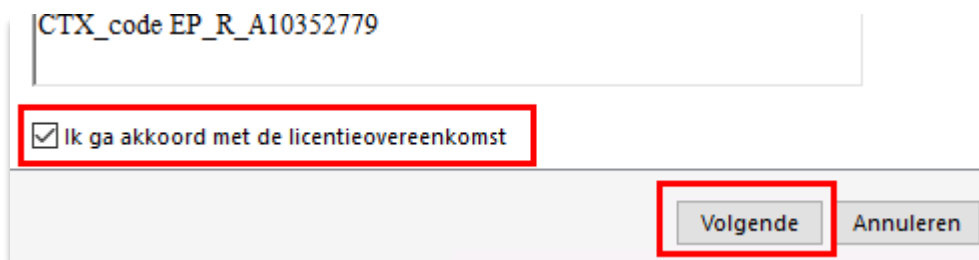 CTX_code EP_R_A10352779
Ik ga akkoord met de licentieovereenkomst
Volgende
Annuleren